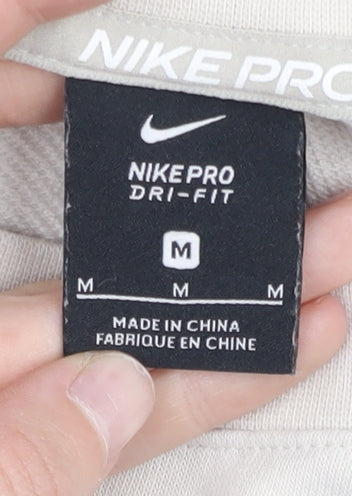 NIKE PRO
NIKE PRO
DRI-FIT
M
M M M
MADE IN CHINA
FABRIQUE EN CHINE